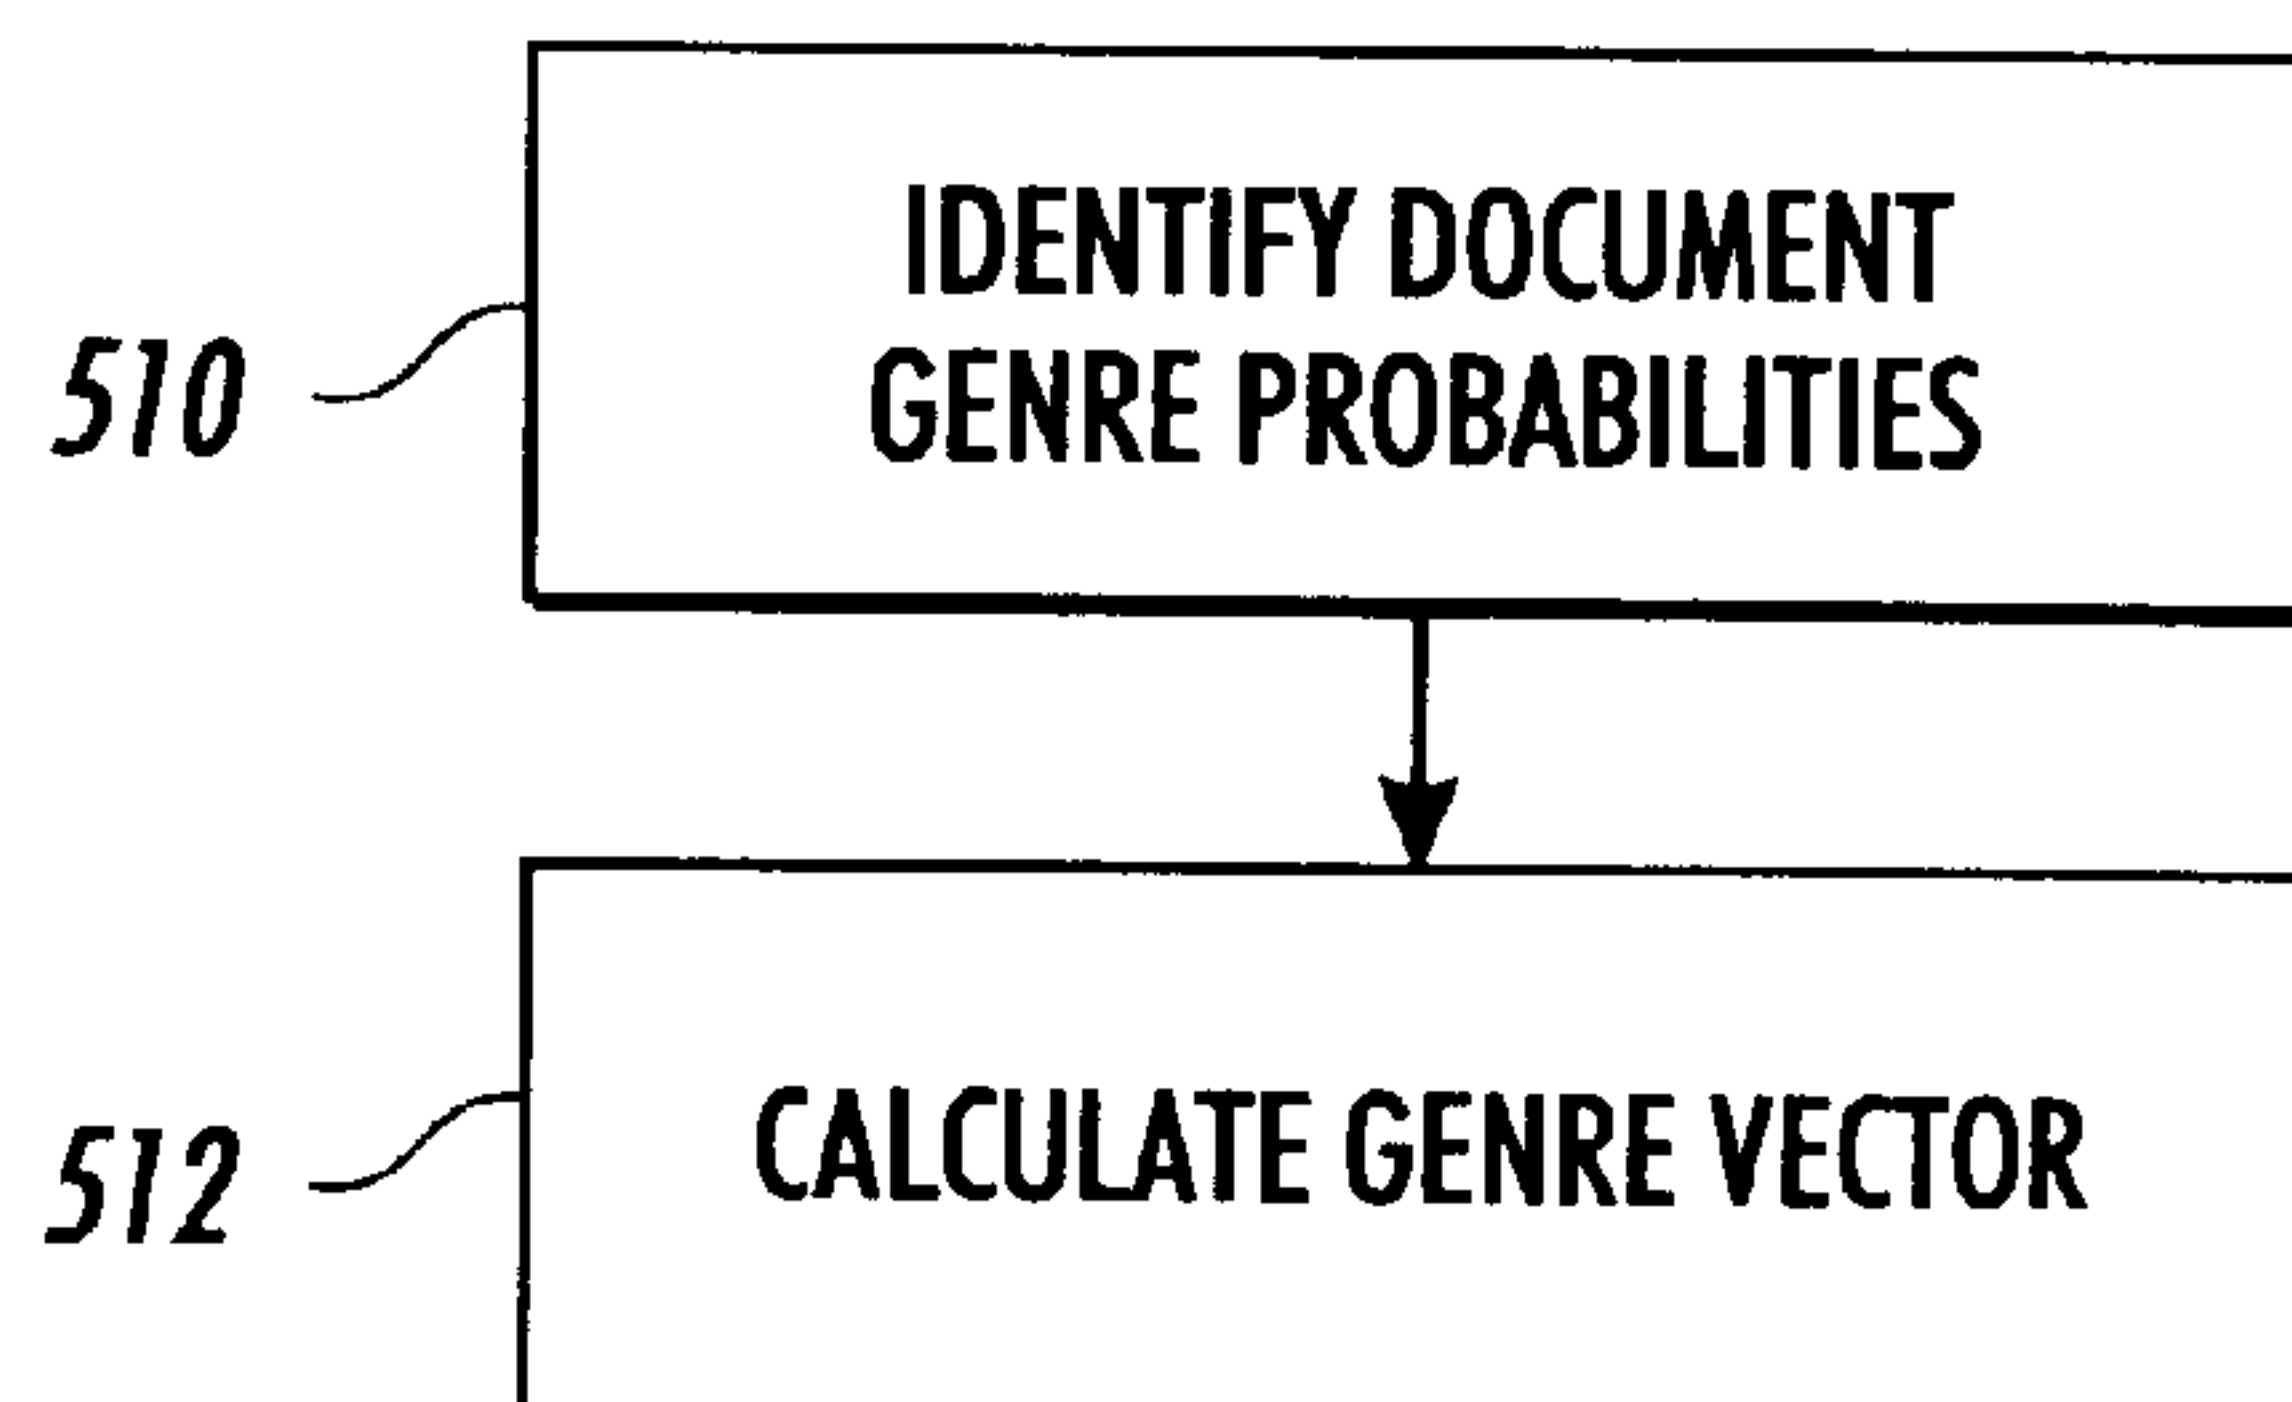 IDENTIFY DOCUMENT
GENRE PROBABILITIES
510
CALCULATE GENRE VECTOR
512